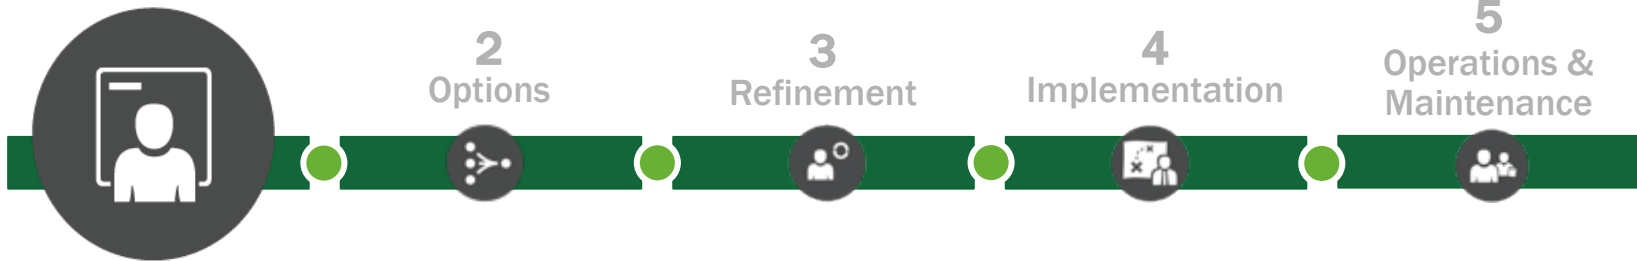 2
Options
3
Refinement
4
Implementation
5
Operations &
Maintenance